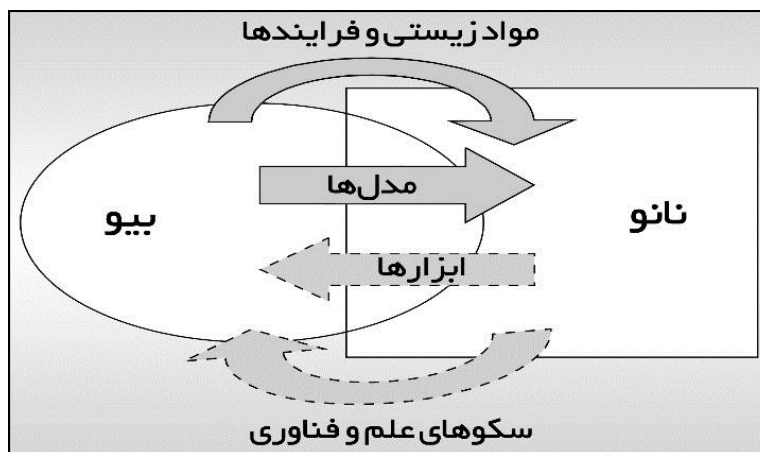 مواد زیستی و فرایندها
مدل‌ها
نانو
بیو
ابزارها
سکوهای علم و فناوری